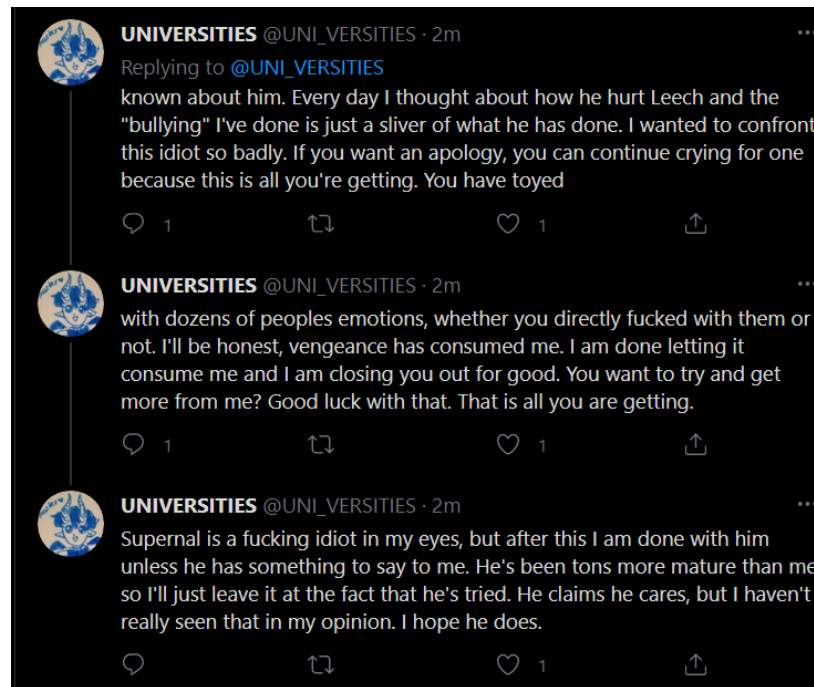 UNIVERSITIES @UNI_VERSITIES · 2m
Replying to @UNI_VERSITIES
known about him. Every day I thought about how he hurt Leech and the
"bullying" I've done is just a sliver of what he has done. I wanted to confront
this idiot so badly. If you want an apology, you can continue crying for one
because this is all you're getting. You have toyed
1 1
UNIVERSITIES @UNI_VERSITIES · 2m
with dozens of peoples emotions, whether you directly fucked with them or
not. I'll be honest, vengeance has consumed me. I am done letting it
consume me and I am closing you out for good. You want to try and get
more from me? Good luck with that. That is all you are getting.
1 1
UNIVERSITIES @UNI_VERSITIES · 2m
Supernal is a fucking idiot in my eyes, but after this I am done with him
unless he has something to say to me. He's been tons more mature than me
so I'll just leave it at the fact that he's tried. He claims he cares, but I haven't
really seen that in my opinion. I hope he does.
1